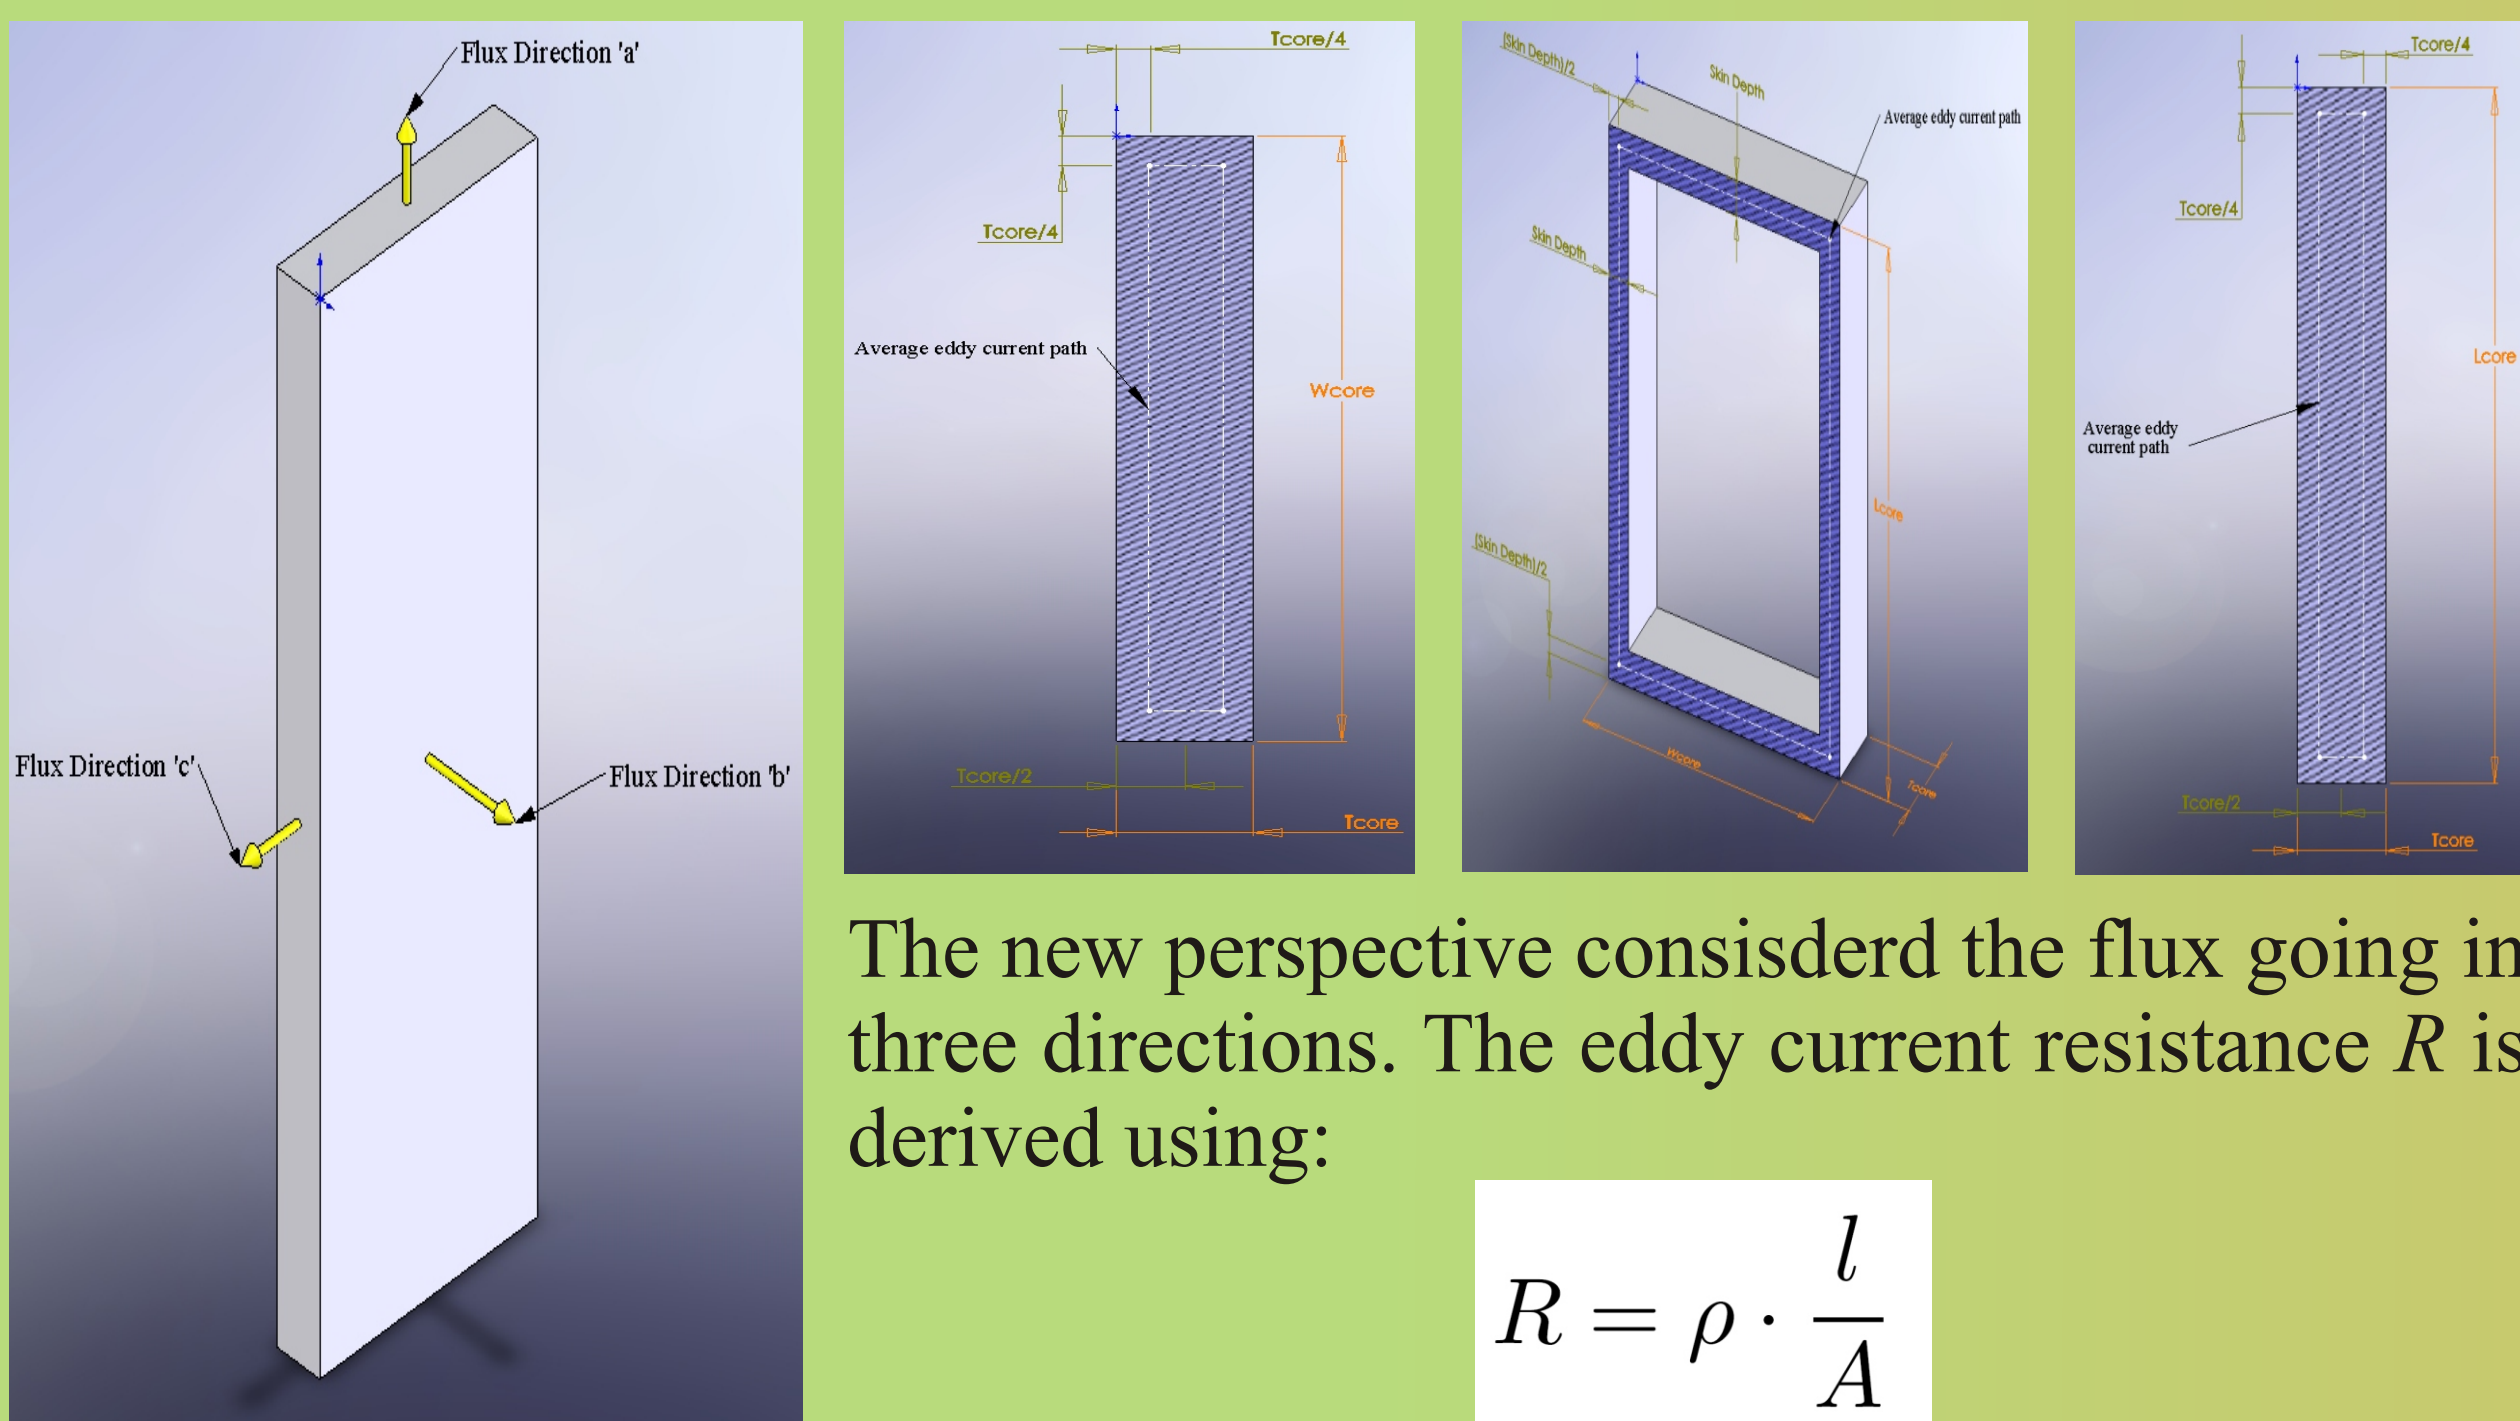 Flux Direction 'a'
Flux Direction 'c'
Flux Direction 'b'
Tcore/4
Tcore/4
Average eddy current path
Wcore
Tcore/2
Tcore
(Skin Depth)/2
Skin Depth
Average eddy current path
Skin Depth
Lcore
(Skin Depth)/2
Wcore
Tcore
Tcore/4
Tcore/4
Lcore
Average eddy
current path
Tcore/2
Tcore
The new perspective consisderd the flux going in
three directions. The eddy current resistance R is
derived using:
R = ρ · l/A